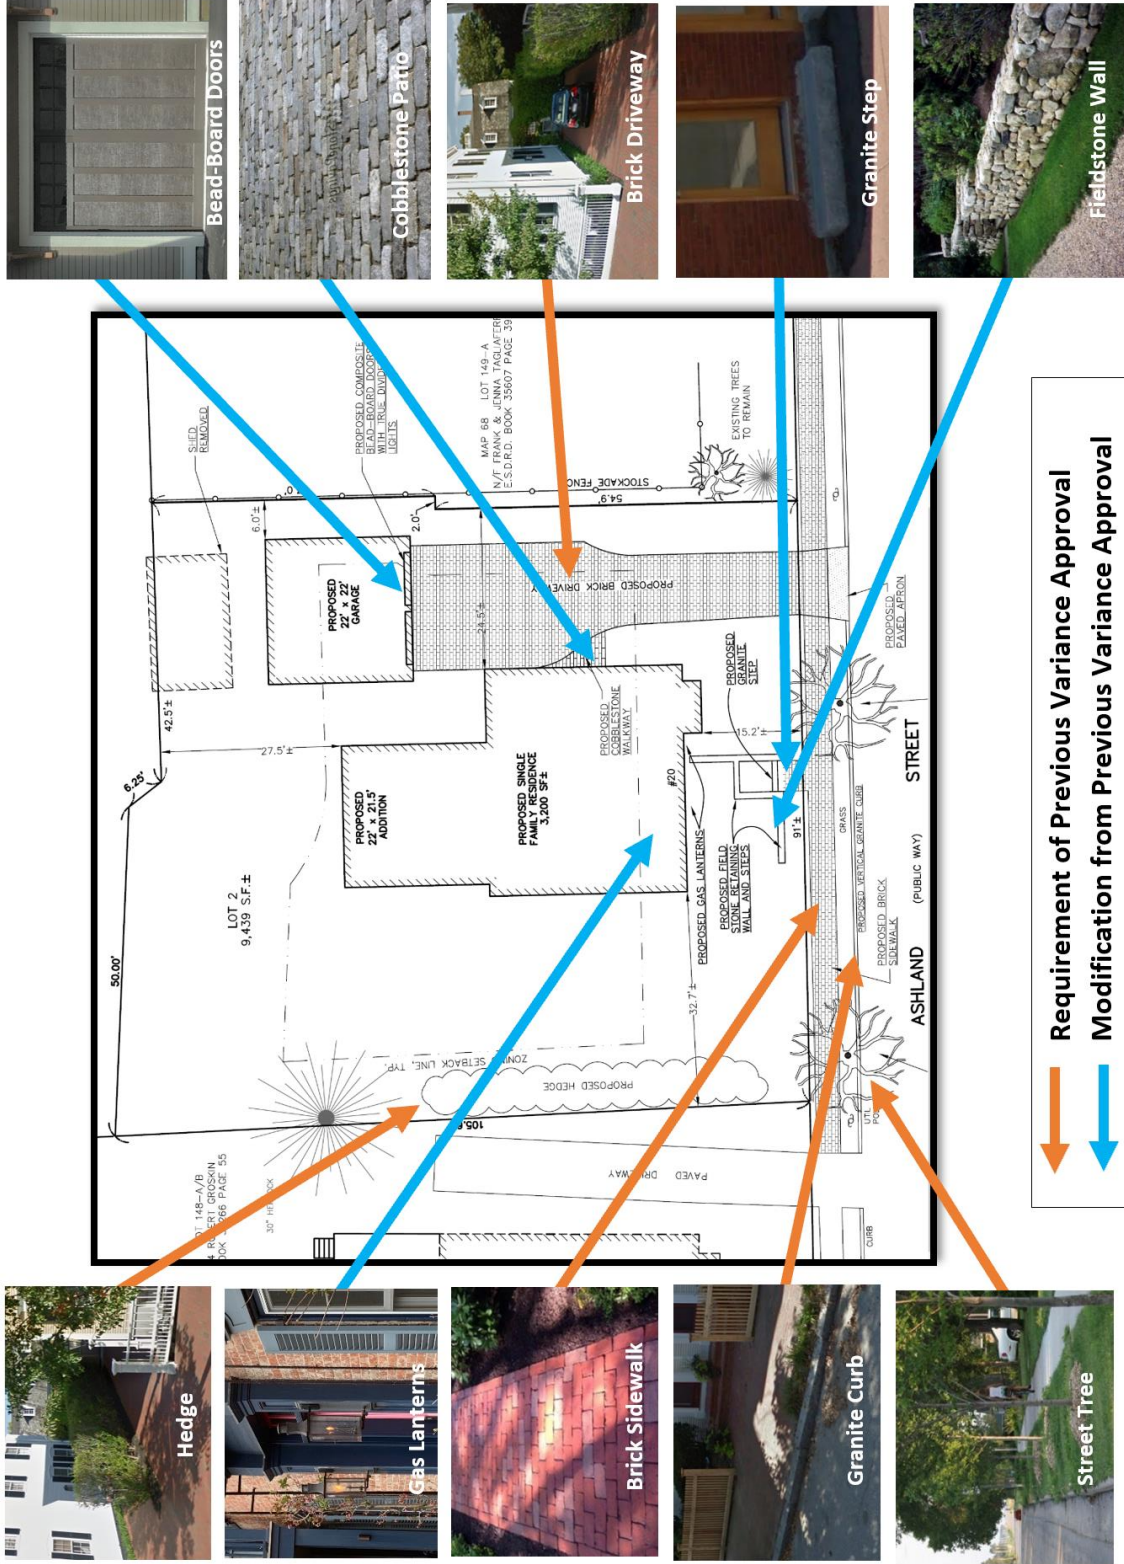 Hedge
Gas Lanterns
Brick Sidewalk
Granite Curb
Street Tree
Bead-Board Doors
Cobblestone Patio
Brick Driveway
Granite Step
Fieldstone Wall
50.00'
6.25'
42.5'±
SHED
REMOVED
LOT 2
9,439 S.F.±
27.5'±
6.0'
2.0'
PROPOSED
22' x 22'
GARAGE
PROPOSED COMPOSITE
BEAD-BOARD DOORS
WITH TRUE
LIGHTS
PROPOSED
22' x 21.5'
ADDITION
24.5'±
MAP 68 LOT 149-A
N/F FRANK & JENNA
E.S.D.R.D. BOOK 35607 PAGE 39
148-A/B
GROSKIN
266 PAGE 55
30"
105.
ZONING SETBACK LINE, TYP.
PROPOSED HEDGE
PROPOSED SINGLE
FAMILY RESIDENCE
3,200 SF±
PROPOSED
COBBLESTONE
WALKWAY
PROPOSED BRICK DRIVEWAY
STOCKADE
54.9'
#20
32.7'±
PROPOSED GAS LANTERNS
PROPOSED FIELD
STONE RETAINING
WALL AND STEPS
15.2'±
PROPOSED
GRANITE
STEP
EXISTING TREES
TO REMAIN
PAVED
91'±
GRASS
PROPOSED VERTICAL GRANITE CURB
CURB
PROPOSED BRICK
SIDEWALK
PROPOSED
PAVED APRON
ASHLAND (PUBLIC WAY) STREET
Requirement of Previous Variance Approval
Modification from Previous Variance Approval